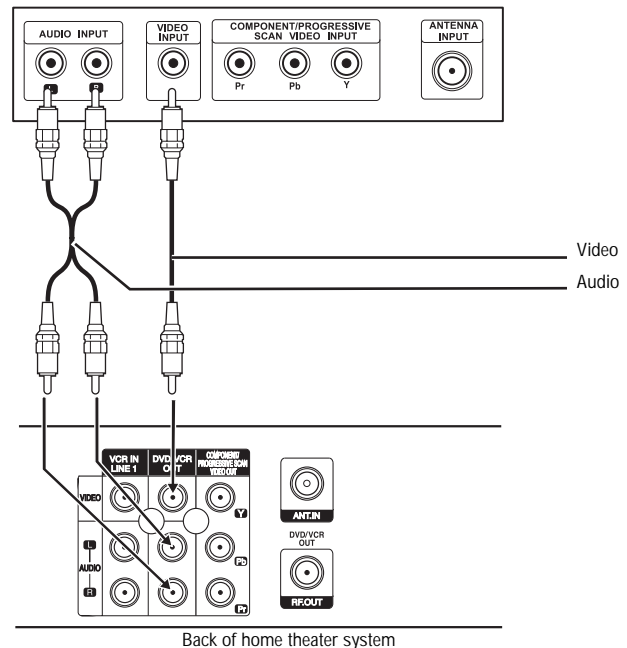 AUDIO INPUT
VIDEO
INPUT
COMPONENT/PROGRESSIVE
SCAN VIDEO INPUT
ANTENNA
INPUT
L
R
Pr
Pb
Y
Video
Audio
VCR IN
LINE 1
DVD/VCR
OUT
COMPONENT/
PROGRESSIVE SCAN
VIDEO OUT
VIDEO
Y
ANT.IN
L
AUDIO
R
Pb
Pr
DVD/VCR
OUT
RF.OUT
Back of home theater system